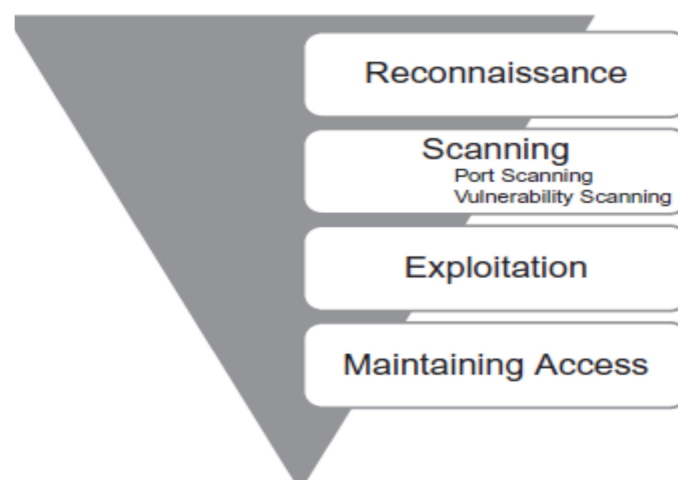 Reconnaissance
Scanning
Port Scanning
Vulnerability Scanning
Exploitation
Maintaining Access